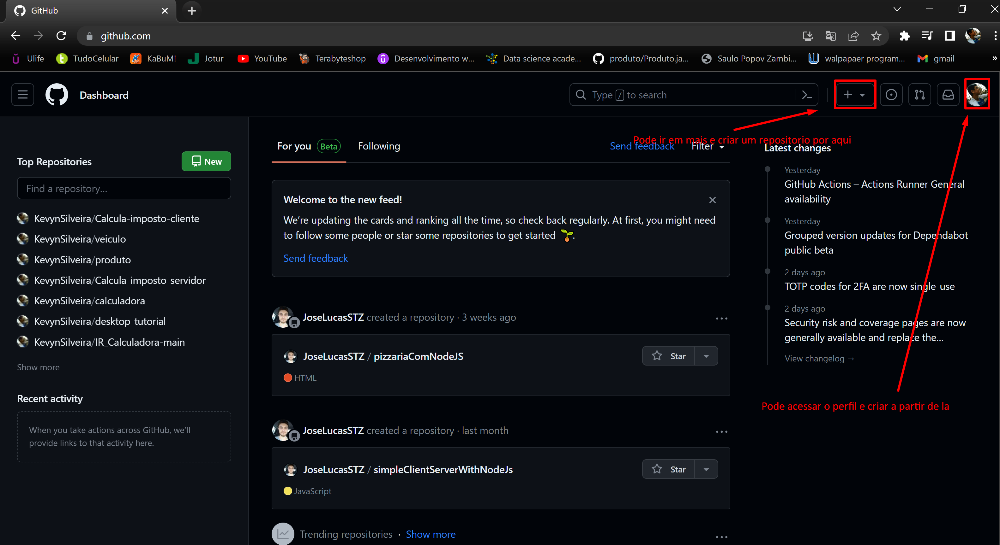 GitHub
github.com
Ulife
TudoCelular
KaBuM!
Jotur
YouTube
Terabyteshop
Desenvolvimento w...
Data science acade...
produto/Produto.ja...
Saulo Popov Zambi...
walpapaer program...
gmail
»
Dashboard
Type / to search
Pode ir em mais e criar um repositorio por aqui
Top Repositories
New
Find a repository...
KevynSilveira/Calcula-imposto-cliente
KevynSilveira/veiculo
KevynSilveira/produto
KevynSilveira/Calcula-imposto-servidor
KevynSilveira/calculadora
KevynSilveira/desktop-tutorial
KevynSilveira/IR_Calculadora-main
Show more
Recent activity
When you take actions across GitHub, we'll
provide links to that activity here.
For you Beta Following Send feedback Filter
Welcome to the new feed!
We're updating the cards and ranking all the time, so check back regularly. At first, you might need
to follow some people or star some repositories to get started .
Send feedback
JoseLucasSTZ created a repository · 3 weeks ago
JoseLucasSTZ / pizzariaComNodeJS
Star
HTML
JoseLucasSTZ created a repository · last month
JoseLucasSTZ / simpleClientServerWithNodeJs
Star
JavaScript
Trending repositories · Show more
Latest changes
Yesterday
GitHub Actions – Actions Runner General
availability
Yesterday
Grouped version updates for Dependabot
public beta
2 days ago
TOTP codes for 2FA are now single-use
2 days ago
Security risk and coverage pages are now
generally available and replace the...
View changelog →
Pode acessar o perfil e criar a partir de la